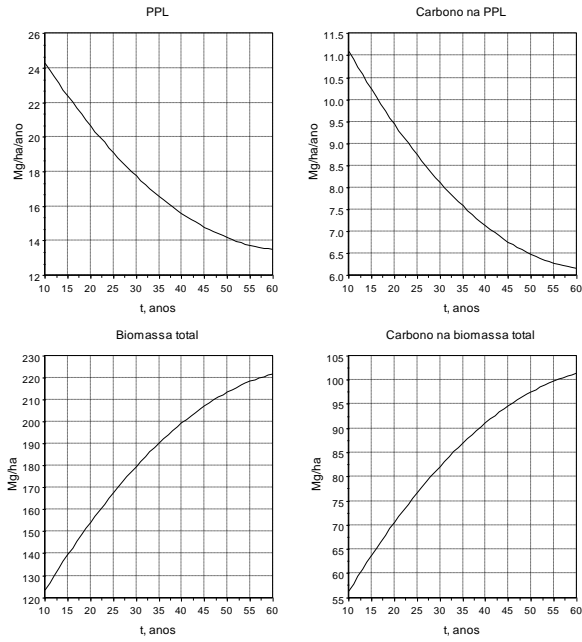 PPL
Mg/ha/ano
26
24
22
20
18
16
14
12
10 15 20 25 30 35 40 45 50 55 60
t, anos
Carbono na PPL
Mg/ha/ano
11.5
11.0
10.5
10.0
9.5
9.0
8.5
8.0
7.5
7.0
6.5
6.0
10 15 20 25 30 35 40 45 50 55 60
t, anos
Biomassa total
Mg/ha
230
220
210
200
190
180
170
160
150
140
130
120
10 15 20 25 30 35 40 45 50 55 60
t, anos
Carbono na biomassa total
Mg/ha
105
100
95
90
85
80
75
70
65
60
55
10 15 20 25 30 35 40 45 50 55 60
t, anos